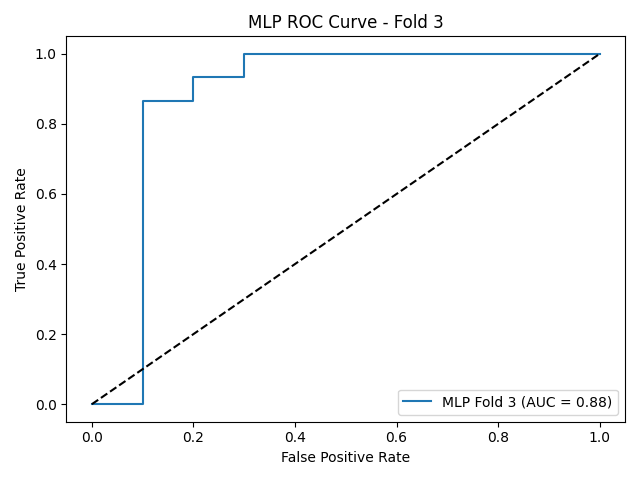 MLP ROC Curve - Fold 3
1.0
0.8
0.6
0.4
0.2
0.0
True Positive Rate
0.0 0.2 0.4 0.6 0.8 1.0
False Positive Rate
MLP Fold 3 (AUC = 0.88)